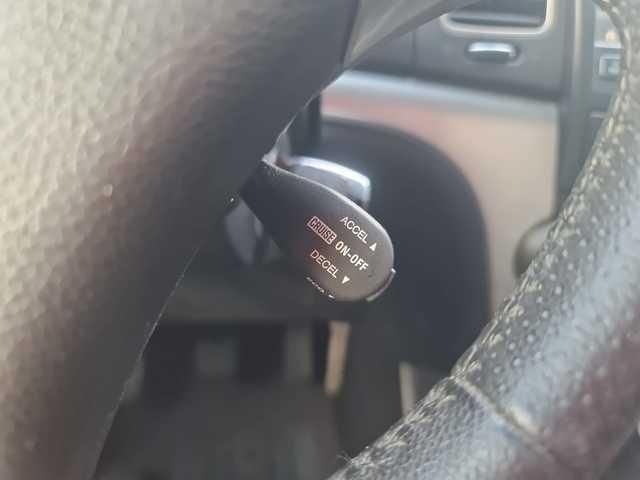 ACCEL ▲
CRUISE ON-OFF
DECEL ▼